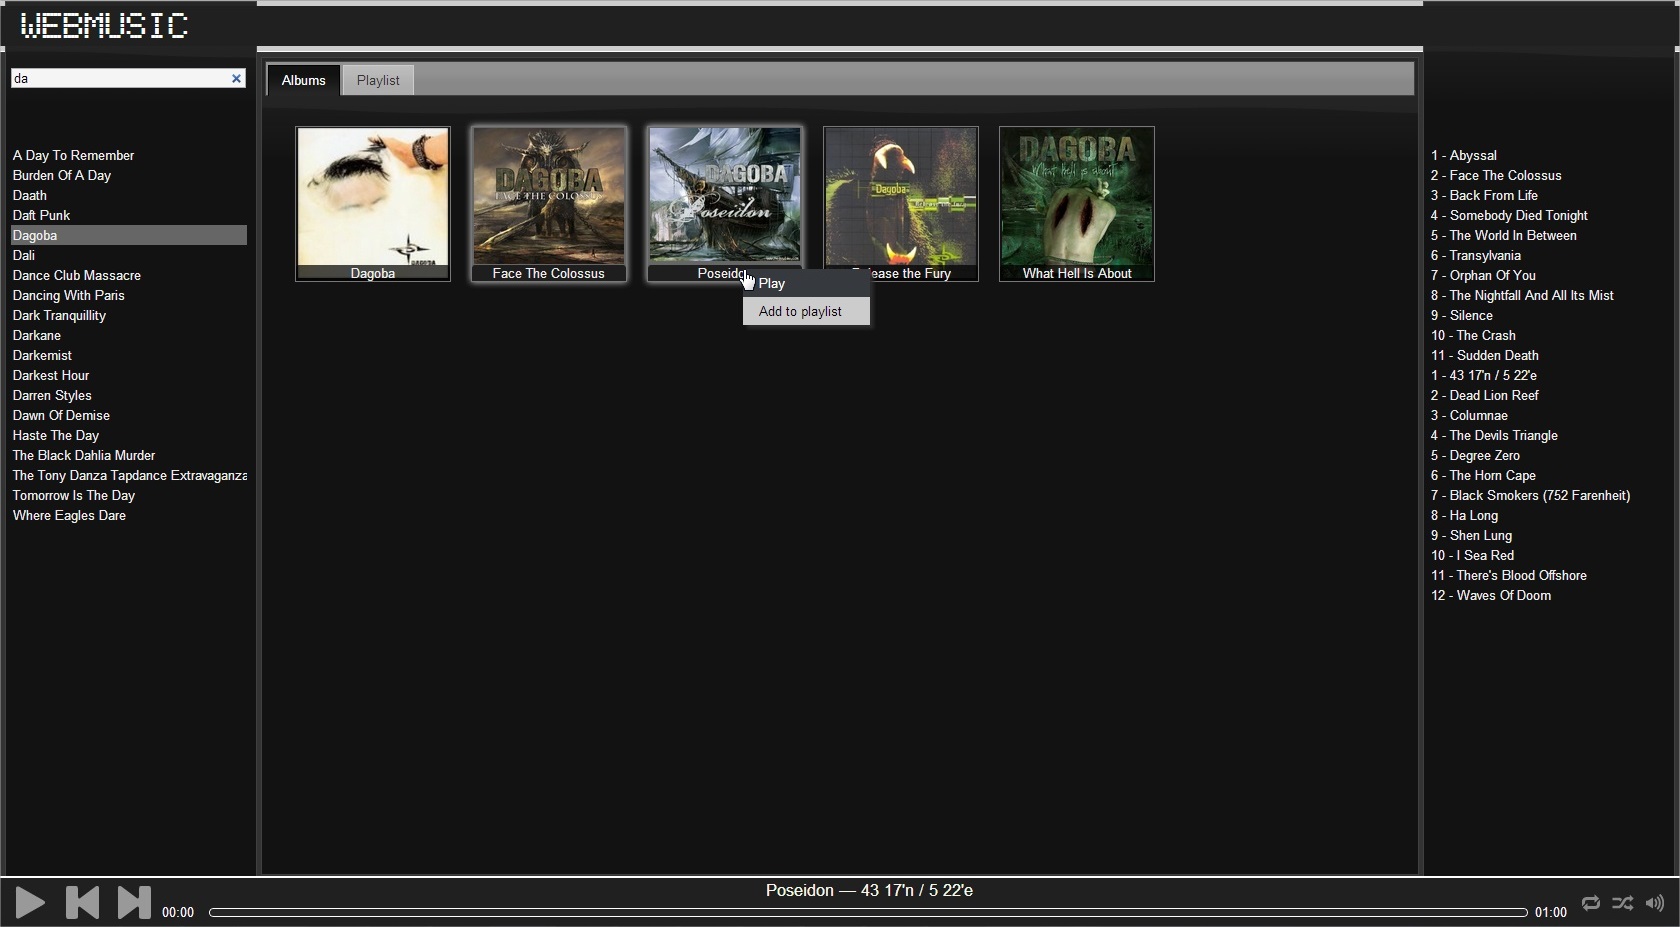 WEBMUSIC
da
A Day To Remember
Burden Of A Day
Daath
Daft Punk
Dagoba
Dali
Dance Club Massacre
Dancing With Paris
Dark Tranquillity
Darkane
Darkemist
Darkest Hour
Darren Styles
Dawn Of Demise
Haste The Day
The Black Dahlia Murder
The Tony Danza Tapdance Extravaganza
Tomorrow Is The Day
Where Eagles Dare
Albums
Playlist
DAGOBA
Dagoba
DAGOBA
FACE THE COLOSSU
Face The Colossus
DAGOBA
Poseidon
Dagoba
ease the Fury
DAGOBA
What hell is about
What Hell Is About
Play
Add to playlist
1 - Abyssal
2 - Face The Colossus
3 - Back From Life
4 - Somebody Died Tonight
5 - The World In Between
6 - Transylvania
7 - Orphan Of You
8 - The Nightfall And All Its Mist
9 - Silence
10 - The Crash
11 - Sudden Death
1 - 43 17'n / 5 22'e
2 - Dead Lion Reef
3 - Columnae
4 - The Devils Triangle
5 - Degree Zero
6 - The Horn Cape
7 - Black Smokers (752 Farenheit)
8 - Ha Long
9 - Shen Lung
10 - I Sea Red
11 - There's Blood Offshore
12 - Waves Of Doom
Poseidon — 43 17'n / 5 22'e
00:00
01:00